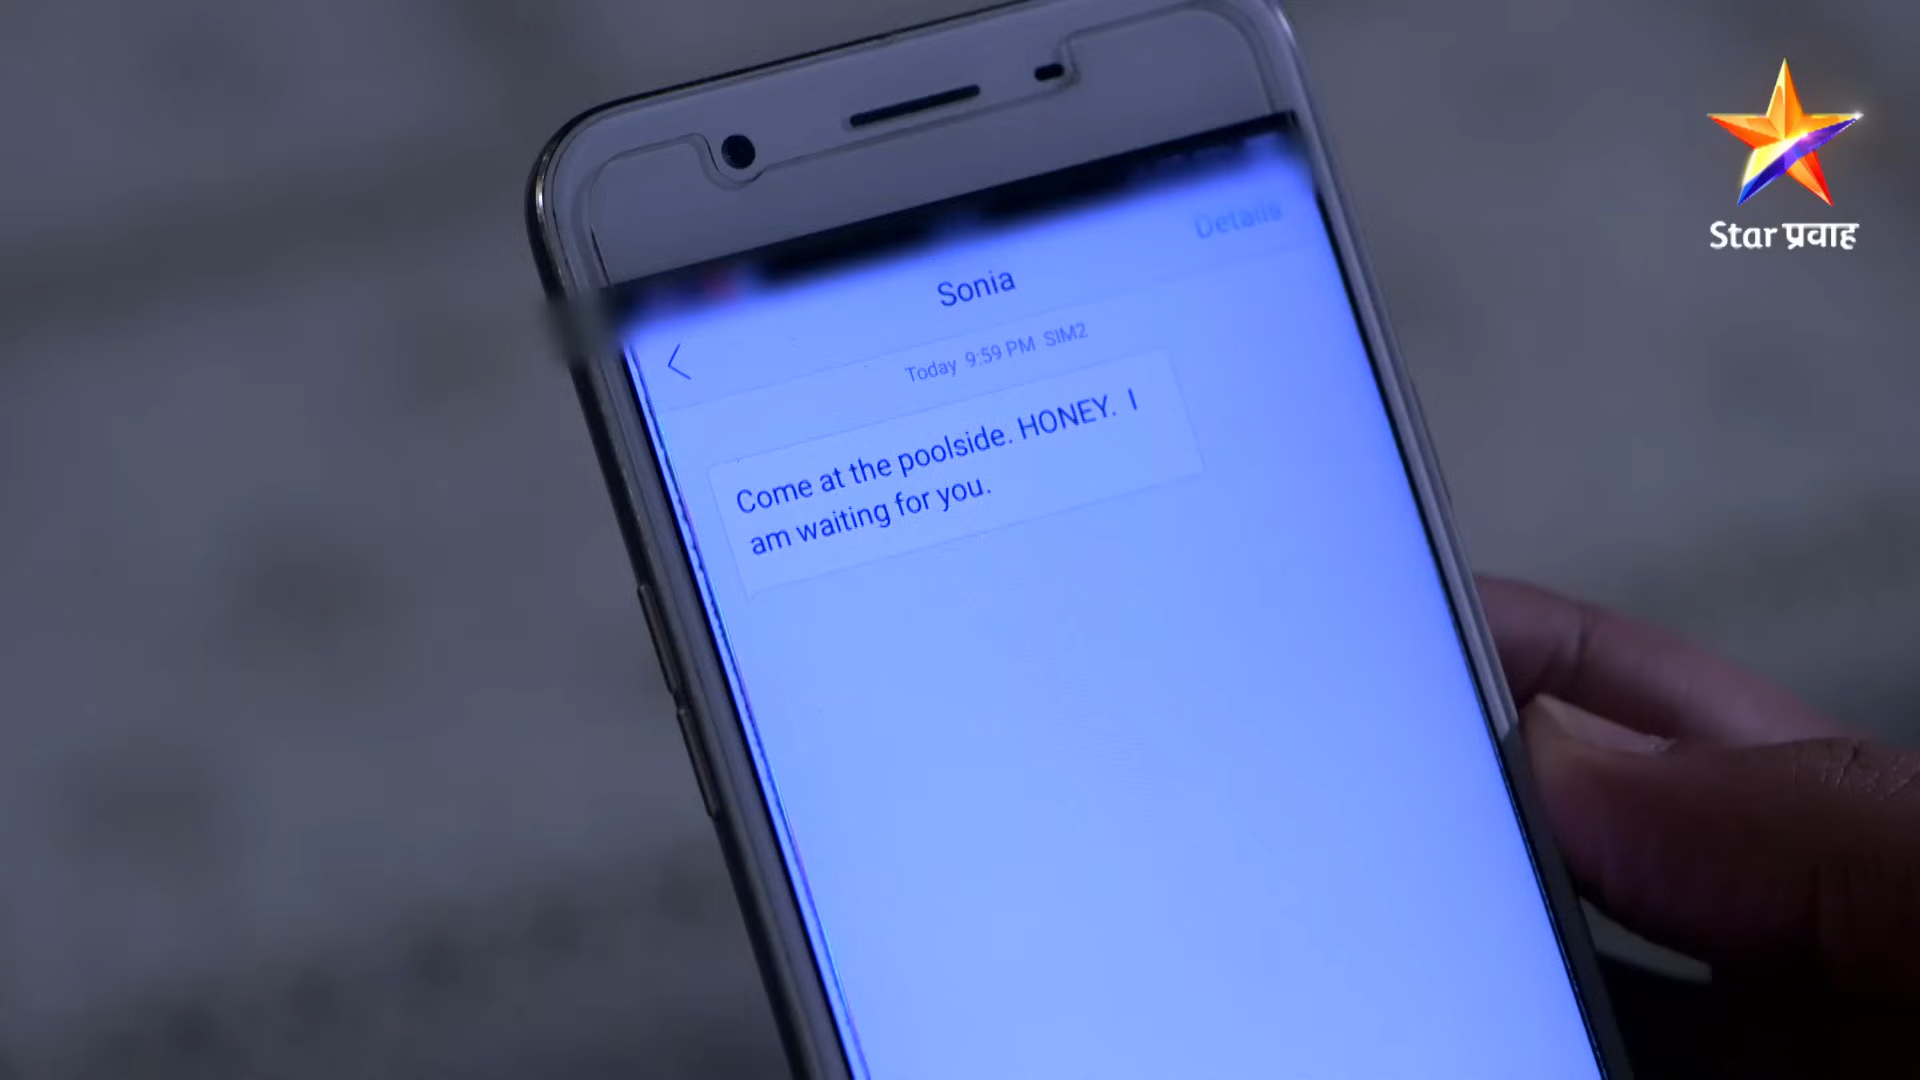 Star प्रवाह
Details
Sonia
Today 9:59 PM SIM2
Come at the poolside. HONEY. I
am waiting for you.